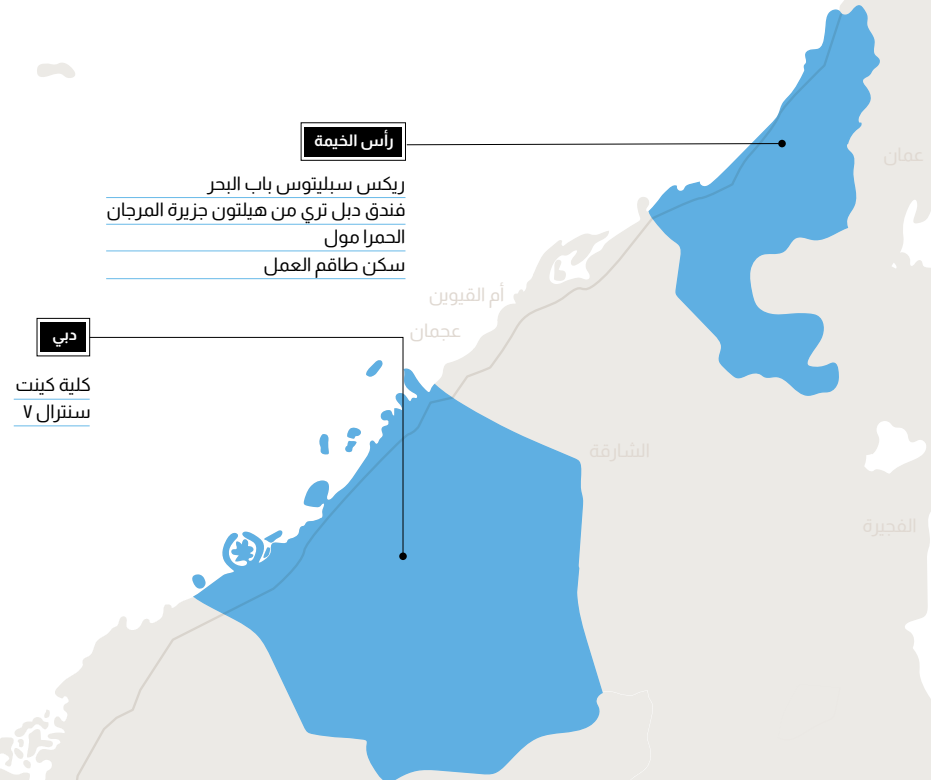 رأس الخيمة
ريكس سبليتوس باب البحر
فندق دبل تري من هيلتون جزيرة المرجان
الحمرا مول
سكن طاقم العمل
عمان
أم القيوين
عجمان
دبي
كلية كينت
سنترال ٧
الشارقة
الفجيرة